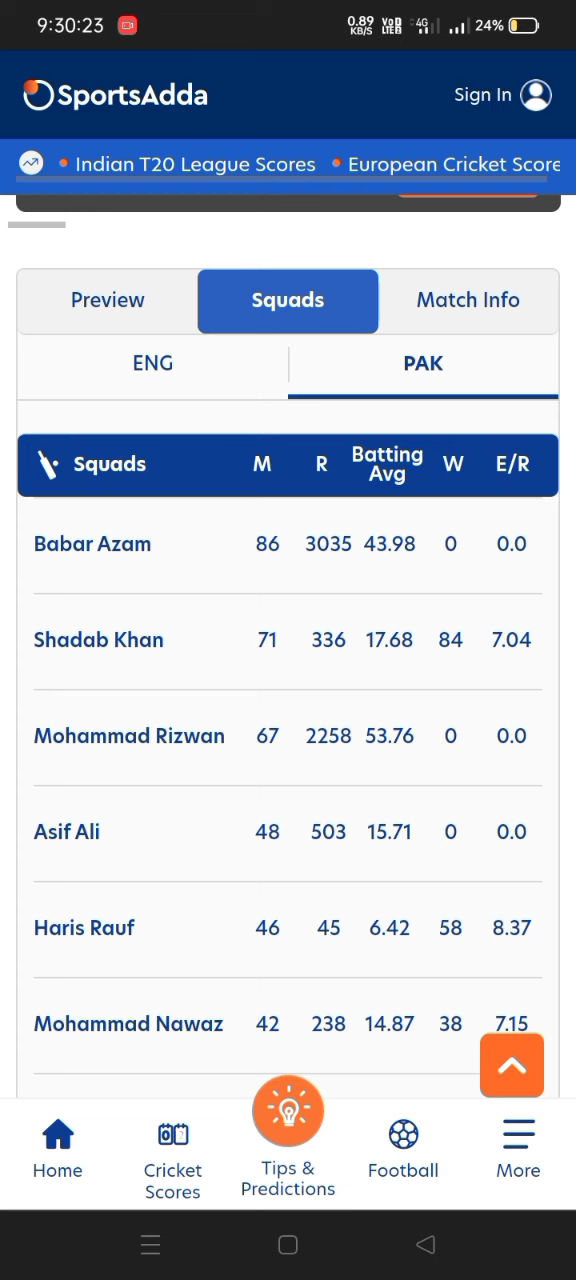 9:30:23 0.89 KB/S VoD LTE2 4G 24%
SportsAdda Sign In
Indian T20 League Scores European Cricket Score
Preview Squads Match Info
ENG PAK
Squads M R Batting Avg W E/R
Babar Azam 86 3035 43.98 0 0.0
Shadab Khan 71 336 17.68 84 7.04
Mohammad Rizwan 67 2258 53.76 0 0.0
Asif Ali 48 503 15.71 0 0.0
Haris Rauf 46 45 6.42 58 8.37
Mohammad Nawaz 42 238 14.87 38 7.15
Home Cricket Scores Tips & Predictions Football More